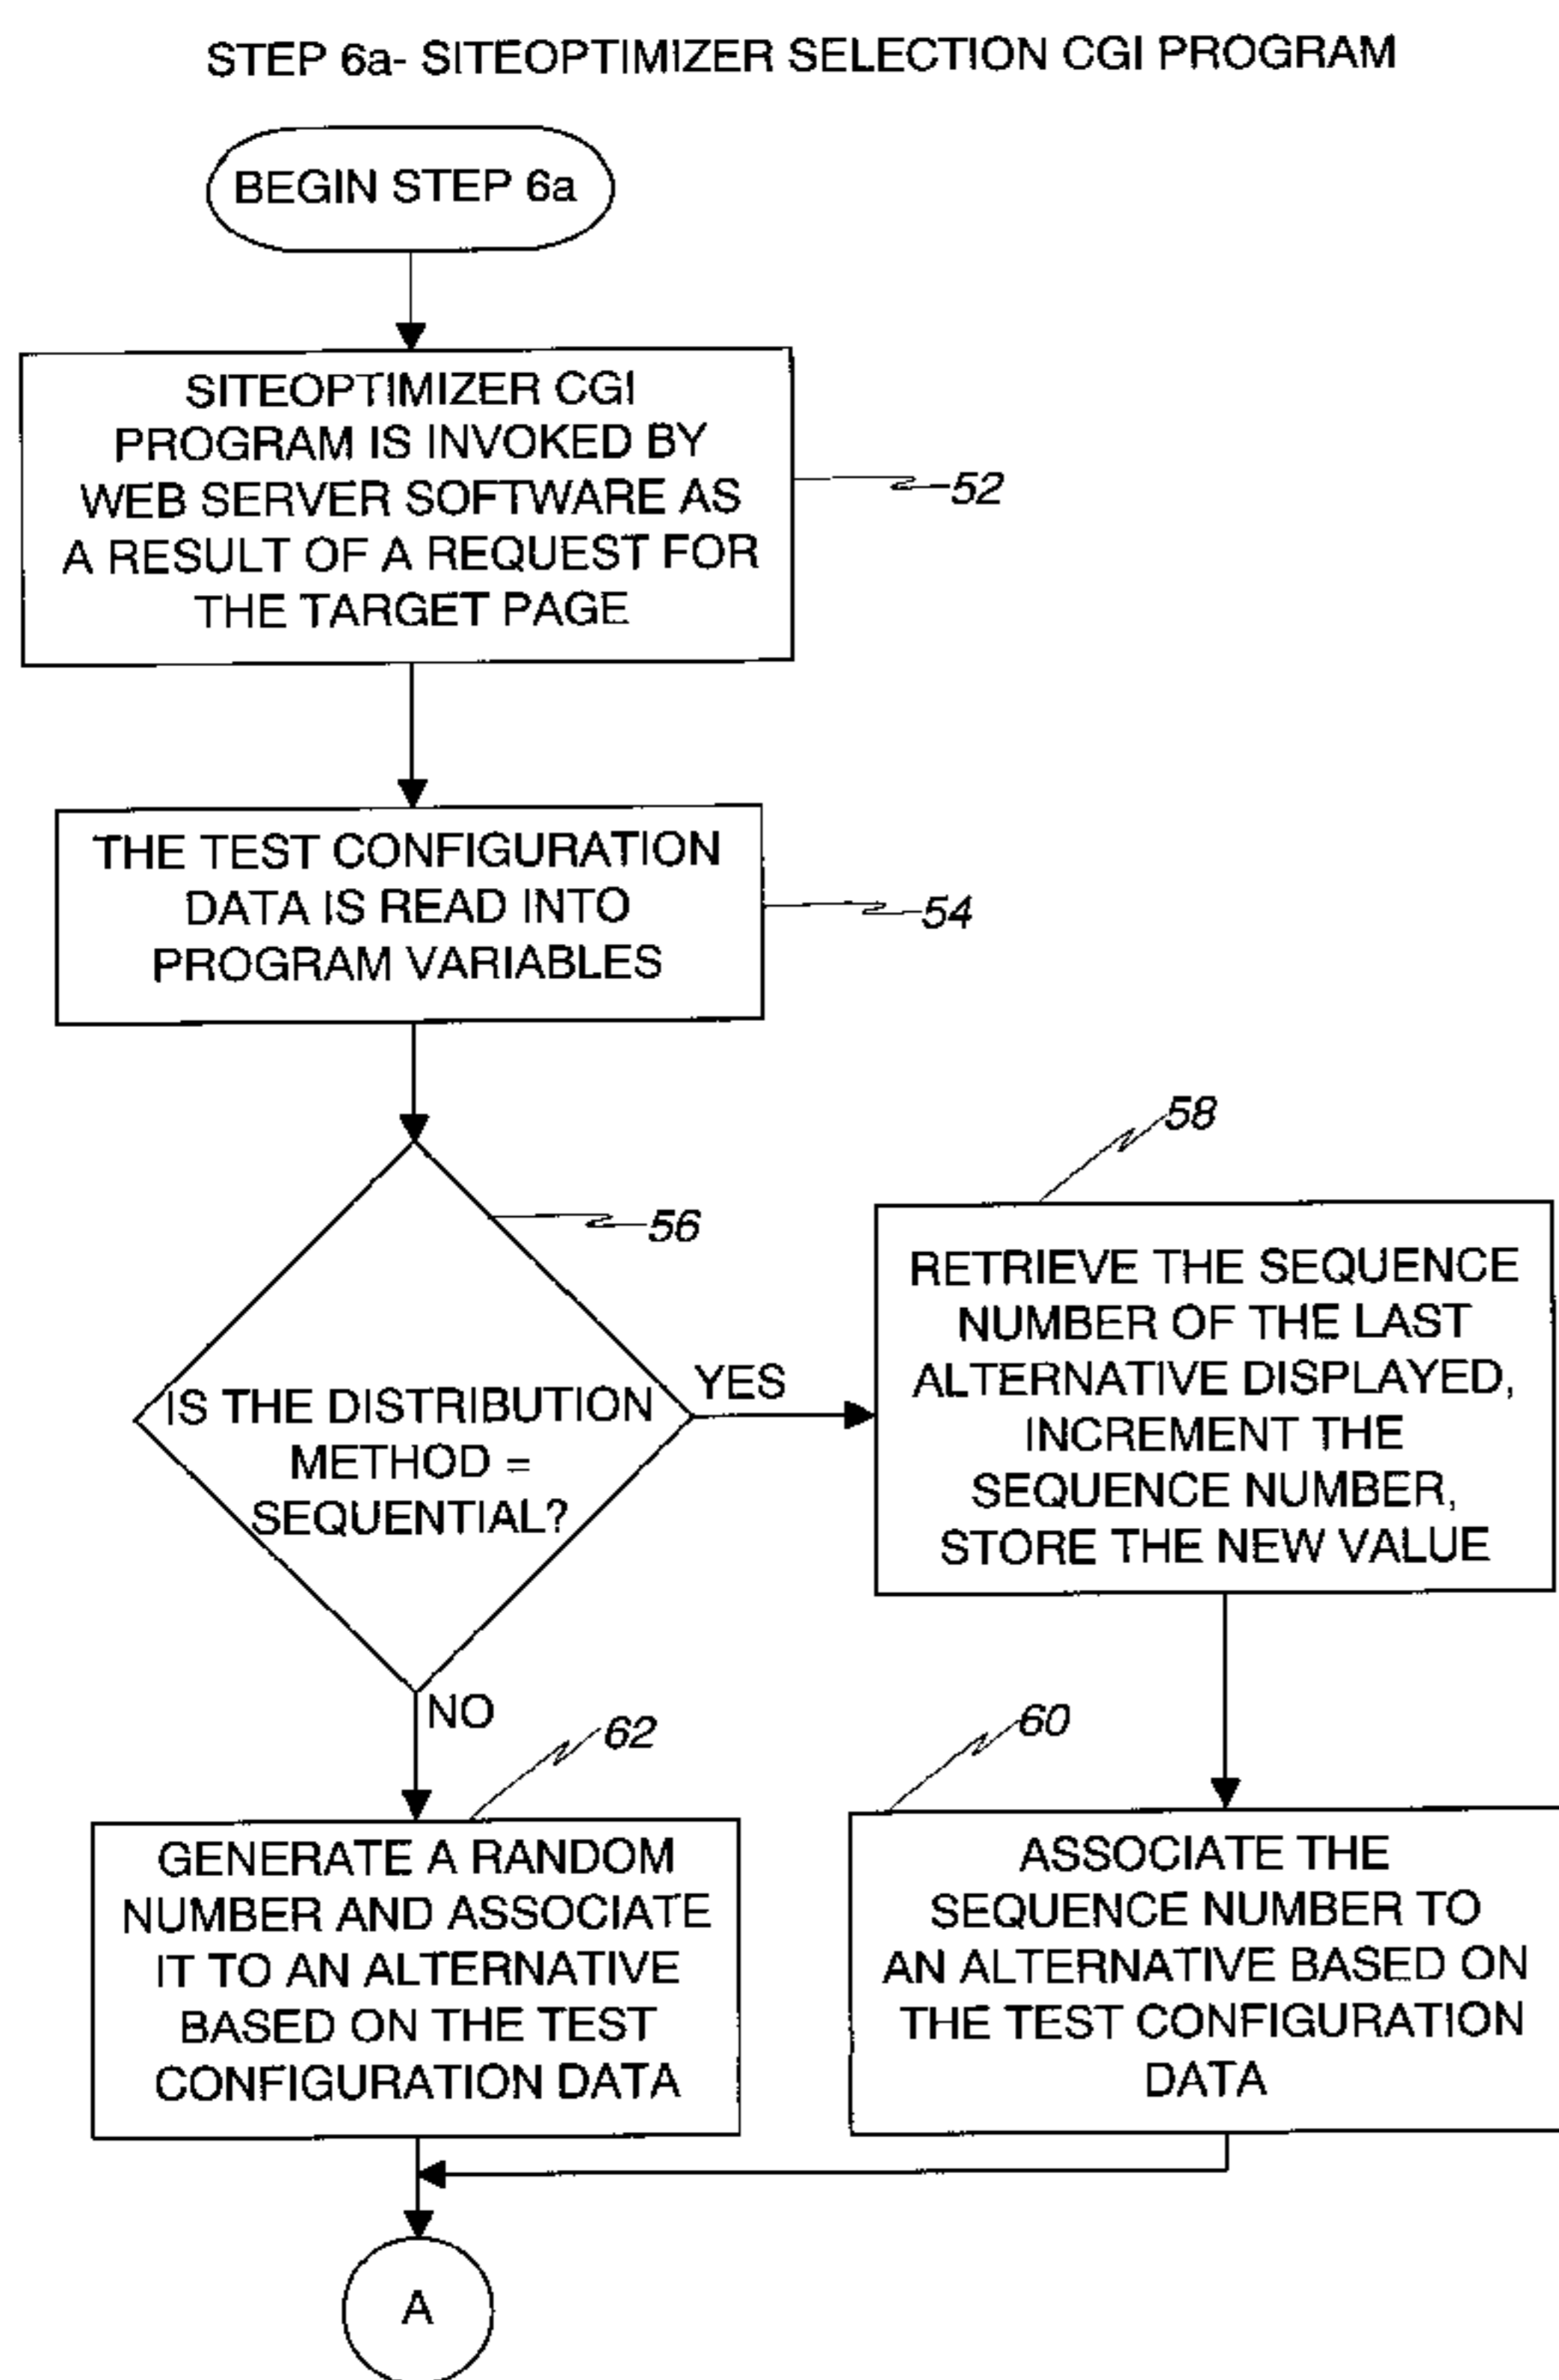 STEP 6a- SITEOPTIMIZER SELECTION CGI PROGRAM
BEGIN STEP 6a
SITEOPTIMIZER CGI
PROGRAM IS INVOKED BY
WEB SERVER SOFTWARE AS
A RESULT OF A REQUEST FOR
THE TARGET PAGE
52
THE TEST CONFIGURATION
DATA IS READ INTO
PROGRAM VARIABLES
54
56
IS THE DISTRIBUTION
METHOD =
SEQUENTIAL?
YES
58
RETRIEVE THE SEQUENCE
NUMBER OF THE LAST
ALTERNATIVE DISPLAYED,
INCREMENT THE
SEQUENCE NUMBER,
STORE THE NEW VALUE
NO
62
GENERATE A RANDOM
NUMBER AND ASSOCIATE
IT TO AN ALTERNATIVE
BASED ON THE TEST
CONFIGURATION DATA
60
ASSOCIATE THE
SEQUENCE NUMBER TO
AN ALTERNATIVE BASED ON
THE TEST CONFIGURATION
DATA
A